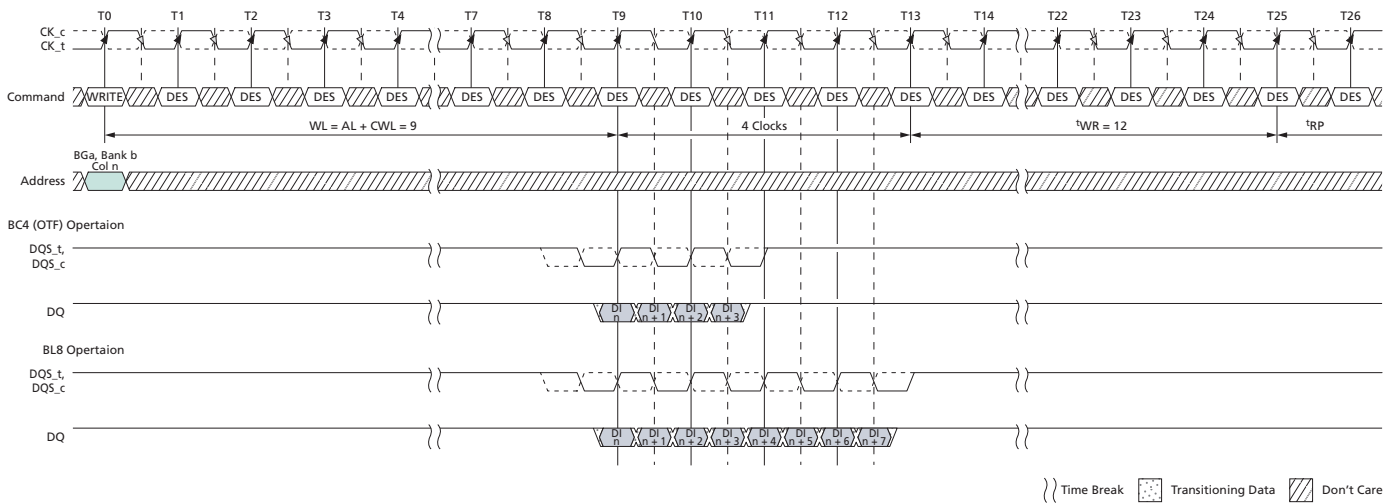 T0 T1 T2 T3 T4 T7 T8 T9 T10 T11 T12 T13 T14 T22 T23 T24 T25 T26
CK_c
CK_t
Command WRITE DES DES DES DES DES DES DES DES DES DES DES DES DES DES DES DES DES
WL = AL + CWL = 9 4 Clocks tWR = 12 tRP
BGa, Bank b
Col n
Address
BC4 (OTF) Opertaion
DQS_t,
DQS_c
DQ DI n DI n + 1 DI n + 2 DI n + 3
BL8 Opertaion
DQS_t,
DQS_c
DQ DI n DI n + 1 DI n + 2 DI n + 3 DI n + 4 DI n + 5 DI n + 6 DI n + 7
Time Break Transitioning Data Don't Care